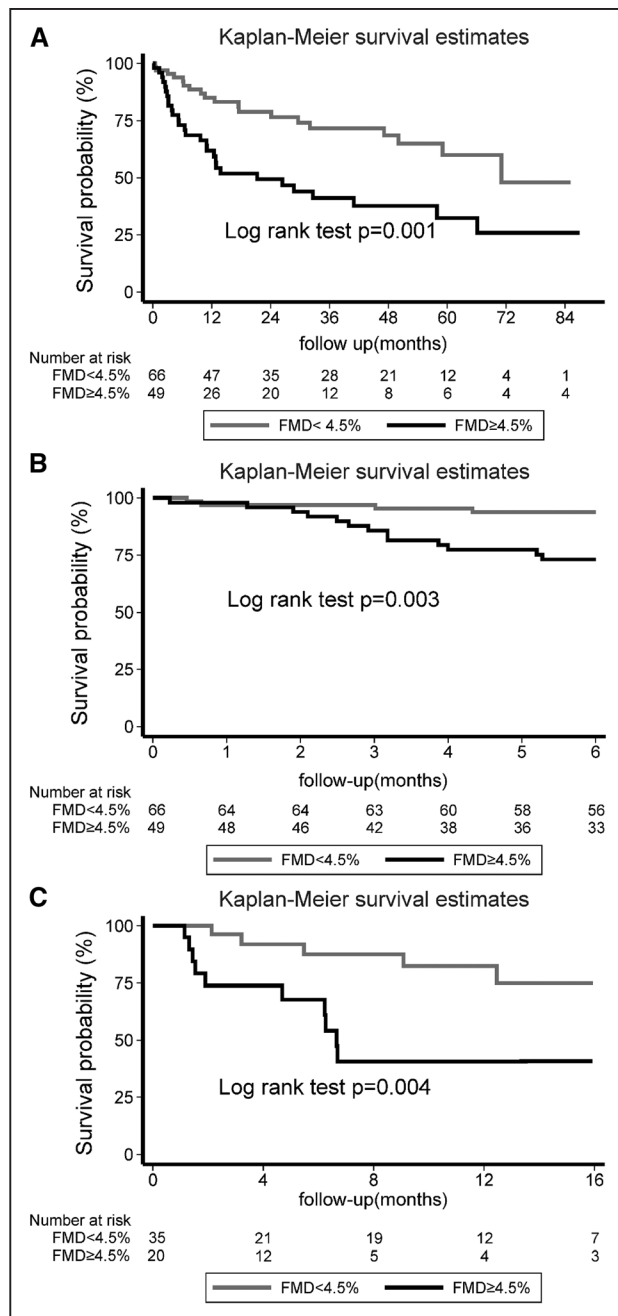 A
Kaplan-Meier survival estimates
Survival probability (%)
100
75
50
25
0
Log rank test p=0.001
0 12 24 36 48 60 72 84
follow up(months)
Number at risk
FMD<4.5% 66 47 35 28 21 12 4 1
FMD≥4.5% 49 26 20 12 8 6 4 4
FMD< 4.5% FMD≥4.5%
B
Kaplan-Meier survival estimates
Survival probability (%)
100
75
50
25
0
Log rank test p=0.003
0 1 2 3 4 5 6
follow-up(months)
Number at risk
FMD<4.5% 66 64 64 63 60 58 56
FMD≥4.5% 49 48 46 42 38 36 33
FMD<4.5% FMD≥4.5%
C
Kaplan-Meier survival estimates
Survival probability (%)
100
75
50
25
0
Log rank test p=0.004
0 4 8 12 16
follow-up(months)
Number at risk
FMD<4.5% 35 21 19 12 7
FMD≥4.5% 20 12 5 4 3
FMD<4.5% FMD≥4.5%